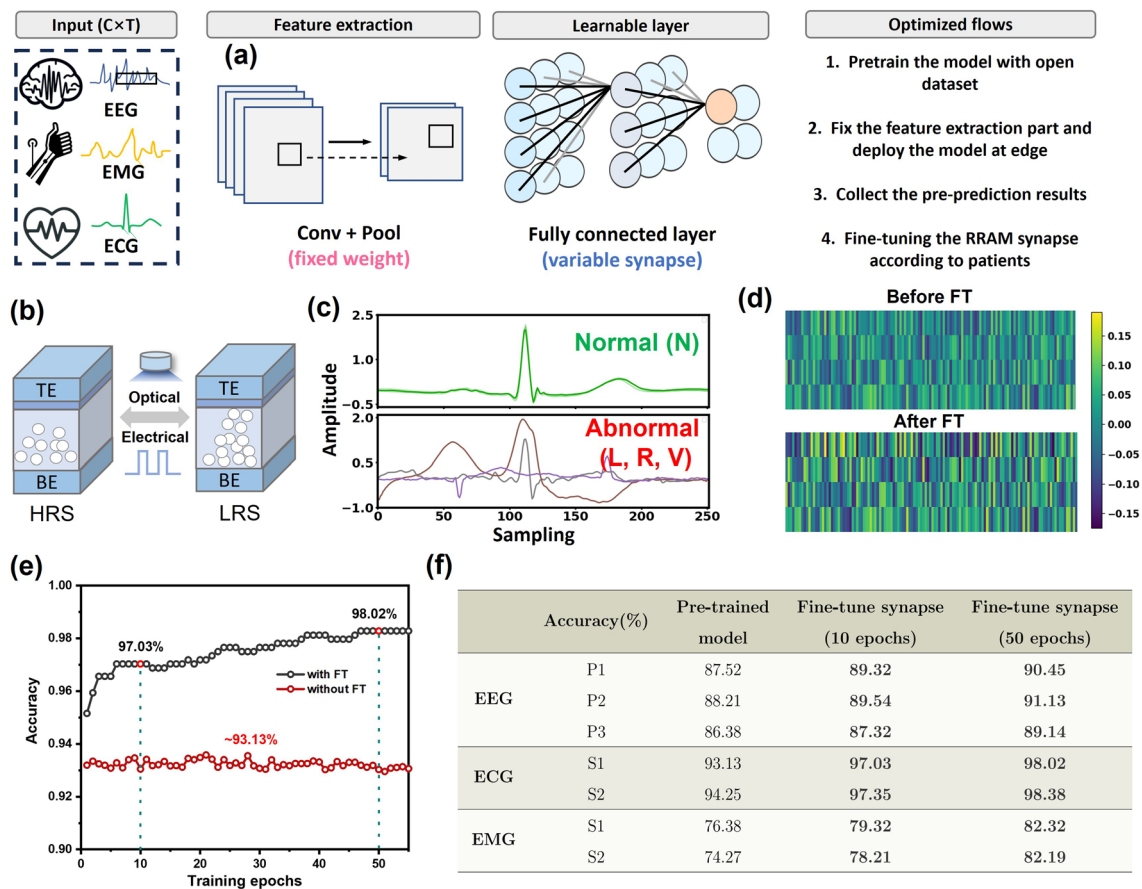 Input (C×T)
Feature extraction
Learnable layer
Optimized flows
(a)
EEG
EMG
ECG
Conv + Pool
(fixed weight)
Fully connected layer
(variable synapse)
1. Pretrain the model with open
dataset
2. Fix the feature extraction part and
deploy the model at edge
3. Collect the pre-prediction results
4. Fine-tuning the RRAM synapse
according to patients
(b)
TE
BE
HRS
Optical
Electrical
TE
BE
LRS
(c)
Amplitude
2.5
1.0
−0.5
Normal (N)
2.0
0.5
−1.0
Abnormal
(L, R, V)
0 50 100 150 200 250
Sampling
(d)
Before FT
After FT
0.15
0.10
0.05
0.00
−0.05
−0.10
−0.15
(e)
Accuracy
1.00
0.98
0.96
0.94
0.92
0.90
97.03%
98.02%
with FT
without FT
~93.13%
0 10 20 30 40 50
Training epochs
(f)
Accuracy(%) Pre-trained model Fine-tune synapse (10 epochs) Fine-tune synapse (50 epochs)
EEG P1 87.52 89.32 90.45
P2 88.21 89.54 91.13
P3 86.38 87.32 89.14
ECG S1 93.13 97.03 98.02
S2 94.25 97.35 98.38
EMG S1 76.38 79.32 82.32
S2 74.27 78.21 82.19